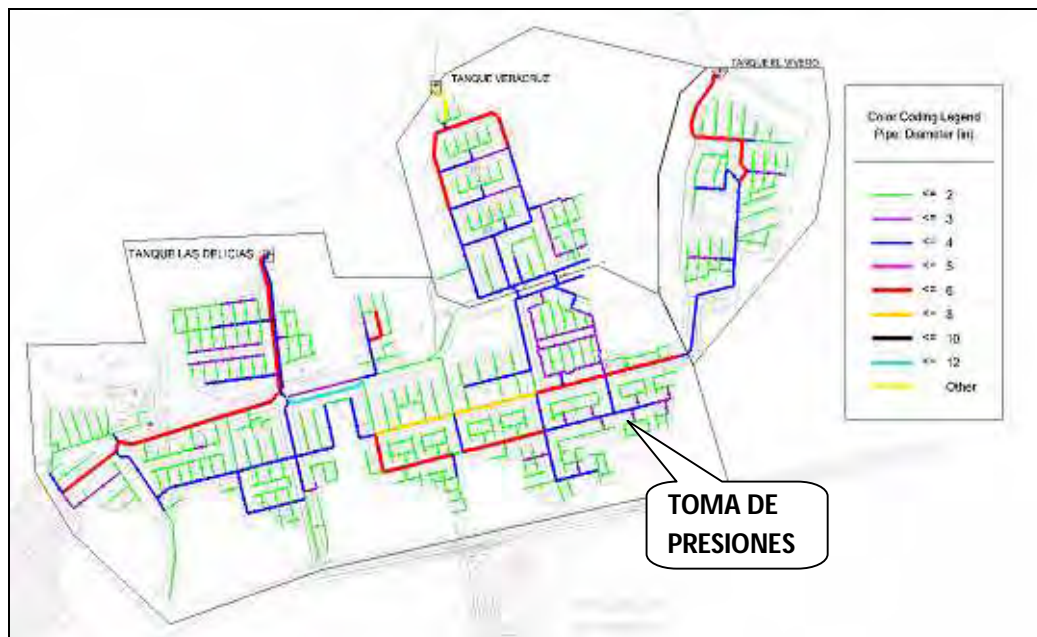 TANQUE VERACRUZ
TANQUE EL VIVERO
TANQUE LAS DELICIAS
Color Coding Legend
Pipe: Diameter (in)
<= 2
<= 3
<= 4
<= 5
<= 6
<= 8
<= 10
<= 12
Other
TOMA DE
PRESIONES